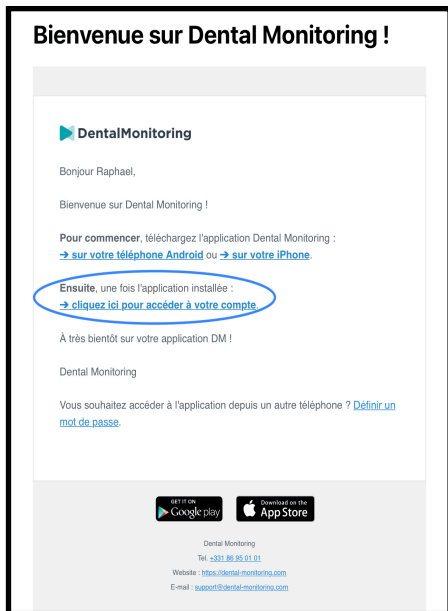 Bienvenue sur Dental Monitoring !
DentalMonitoring
Bonjour Raphael,
Bienvenue sur Dental Monitoring !
Pour commencer, téléchargez l'application Dental Monitoring :
➔ sur votre téléphone Android ou ➔ sur votre iPhone.
Ensuite, une fois l'application installée :
➔ cliquez ici pour accéder à votre compte.
À très bientôt sur votre application DM !
Dental Monitoring
Vous souhaitez accéder à l'application depuis un autre téléphone ? Définir un
mot de passe.
GET IT ON
Google play
Download on the
App Store
Dental Monitoring
Tel. +331 86 95 01 01
Website : https://dental-monitoring.com
E-mail : support@dental-monitoring.com